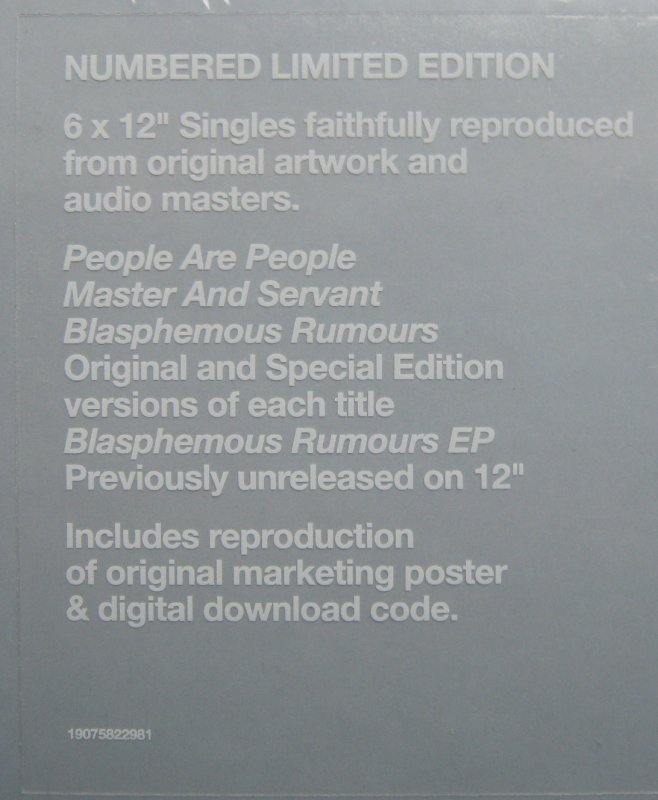 NUMBERED LIMITED EDITION
6 x 12" Singles faithfully reproduced
from original artwork and
audio masters.
People Are People
Master And Servant
Blasphemous Rumours
Original and Special Edition
versions of each title
Blasphemous Rumours EP
Previously unreleased on 12"
Includes reproduction
of original marketing poster
& digital download code.
19075822981